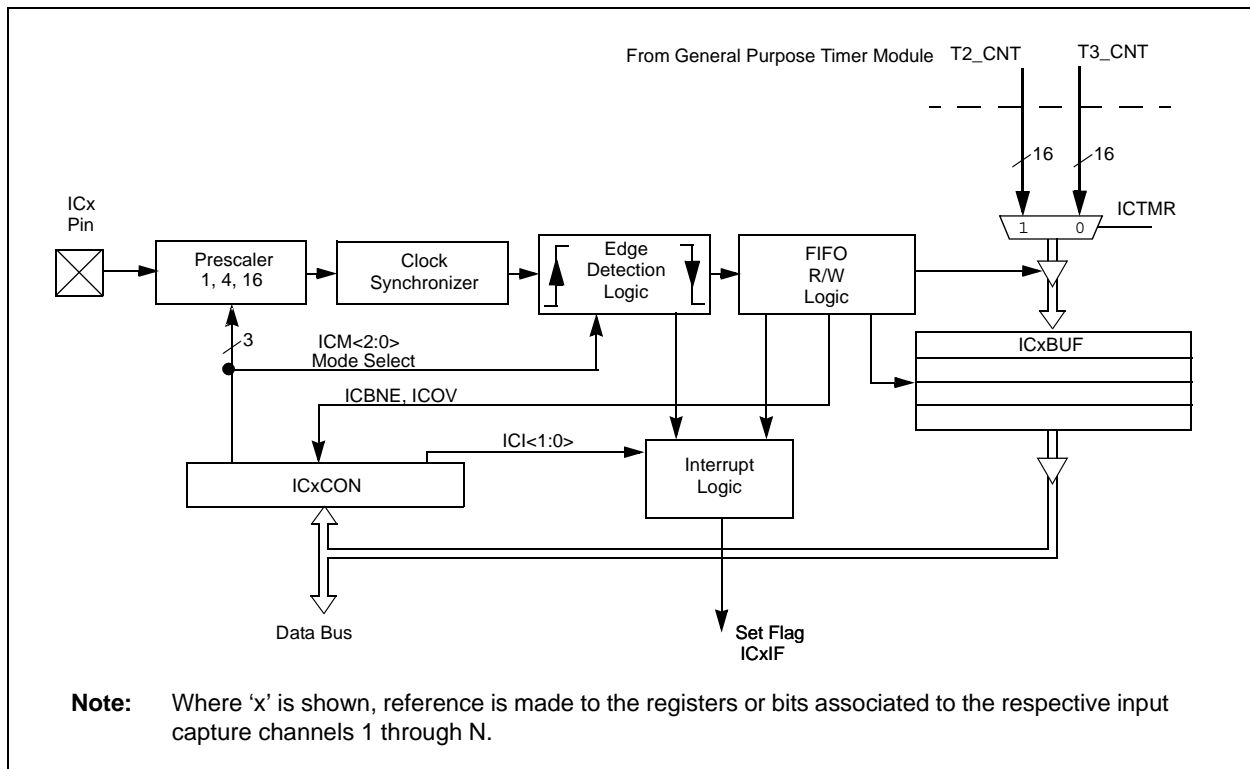 From General Purpose Timer Module T2_CNT T3_CNT
16 16
ICx
Pin
1 0 ICTMR
Prescaler
1, 4, 16
Clock
Synchronizer
Edge
Detection
Logic
FIFO
R/W
Logic
3
ICM<2:0>
Mode Select
ICxBUF
ICBNE, ICOV
ICI<1:0>
Interrupt
Logic
ICxCON
Data Bus
Set Flag
ICxIF
Note: Where ‘x’ is shown, reference is made to the registers or bits associated to the respective input
capture channels 1 through N.